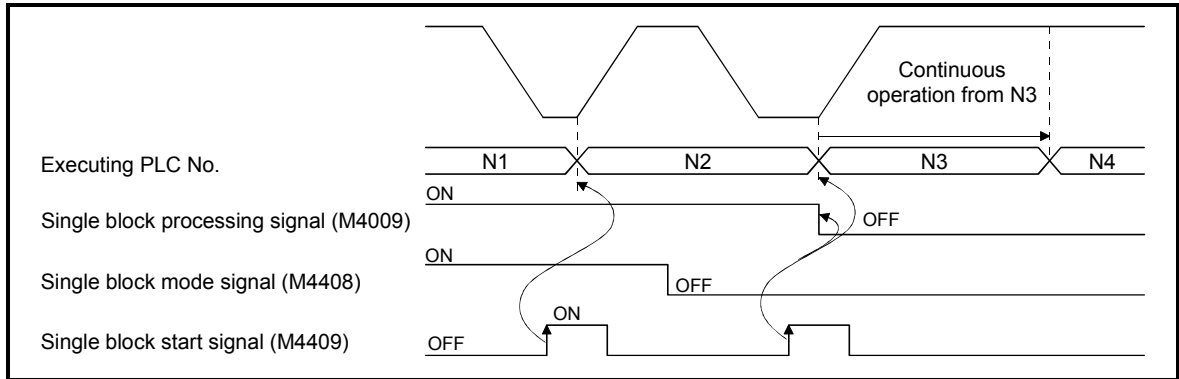 Continuous
operation from N3
Executing PLC No.
N1 N2 N3 N4
ON
Single block processing signal (M4009)
OFF
ON
Single block mode signal (M4408)
OFF
ON
Single block start signal (M4409)
OFF